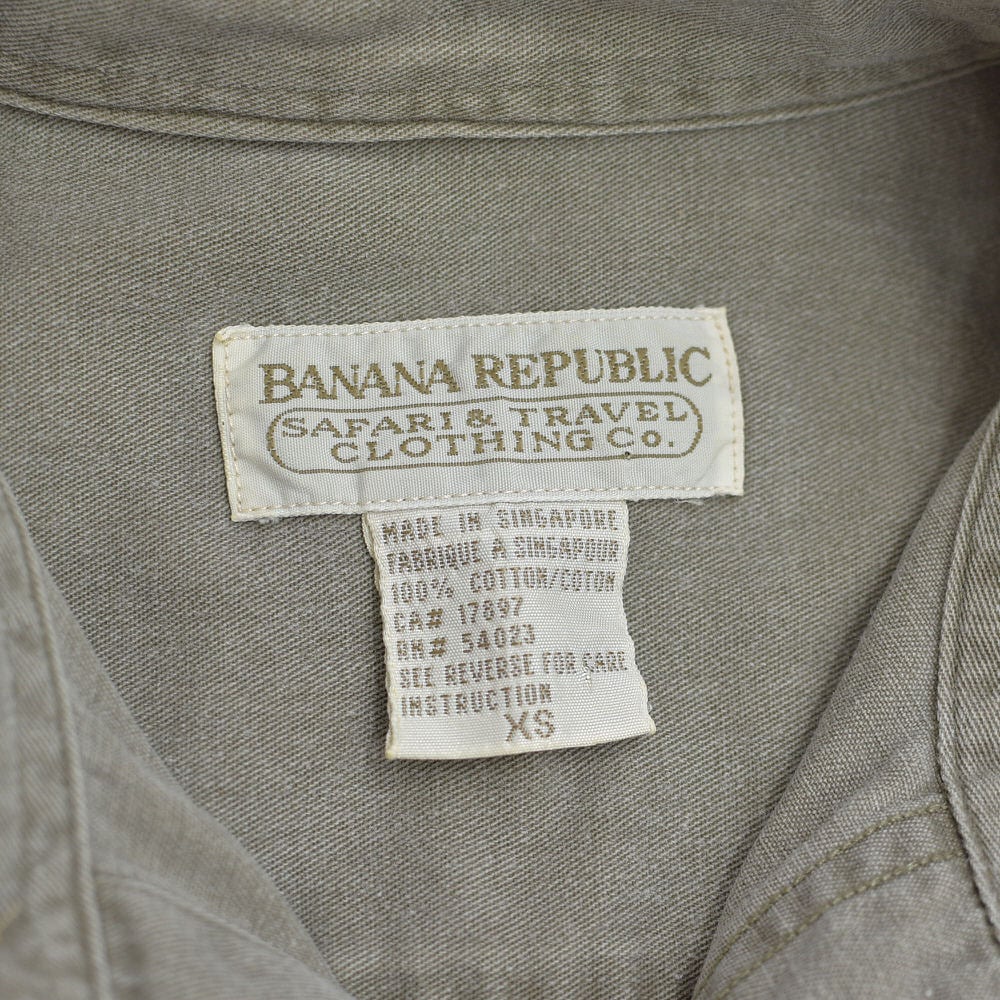 BANANA REPUBLIC
SAFARI & TRAVEL
CLOTHING Co.
MADE IN SINGAPORE
FABRIQUE A SINGAPOUR
100% COTTON/COTON
CA# 17897
RN# 54023
SEE REVERSE FOR CARE
INSTRUCTION
XS